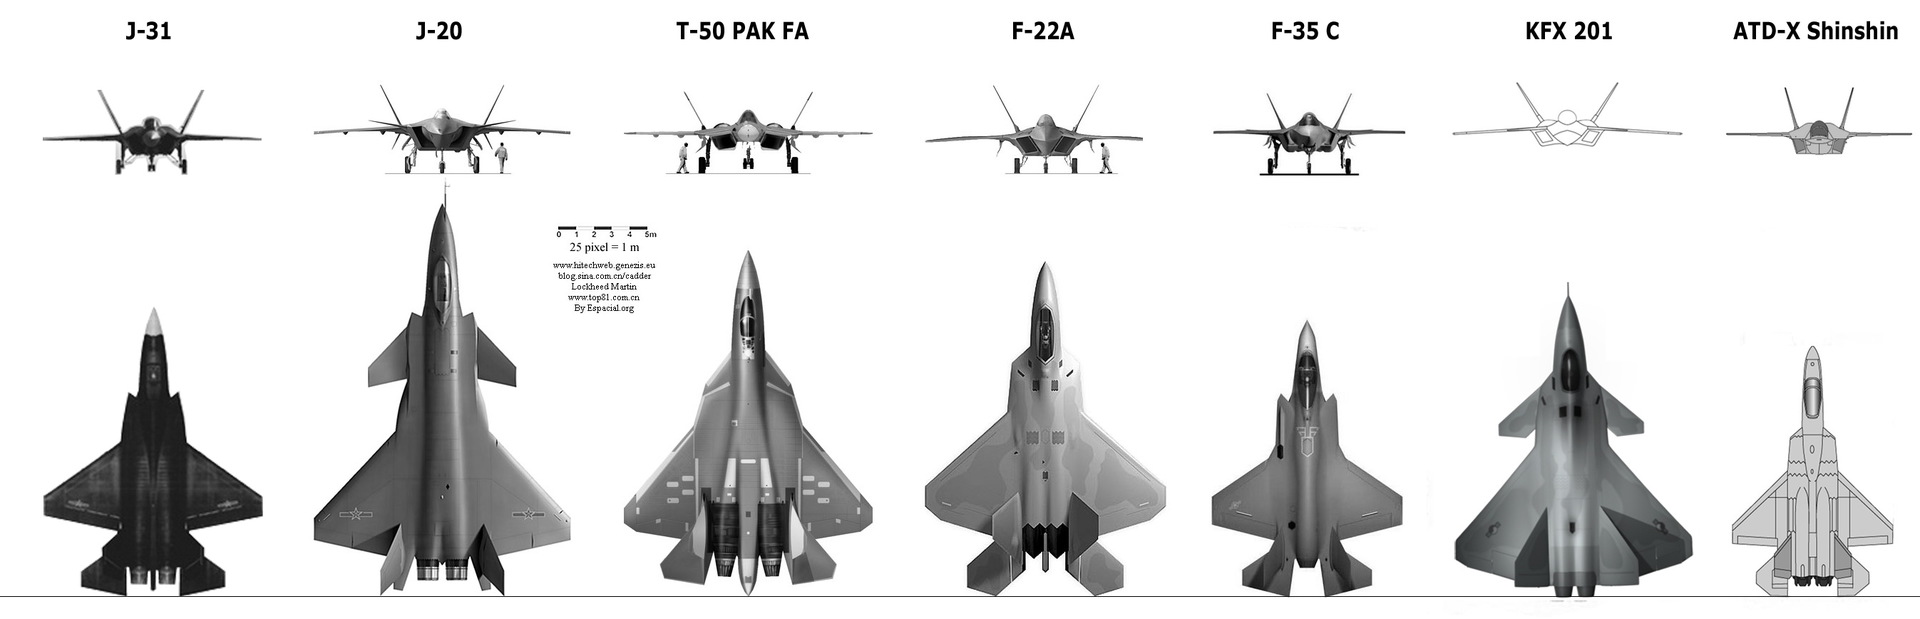 J-31
J-20
T-50 PAK FA
F-22A
F-35 C
KFX 201
ATD-X Shinshin
0 1 2 3 4 5m
25 pixel = 1 m
www.hitechweb.genezis.eu
blog.sina.com.cn/cadder
Lockheed Martin
www.top81.com.cn
By Espacial.org